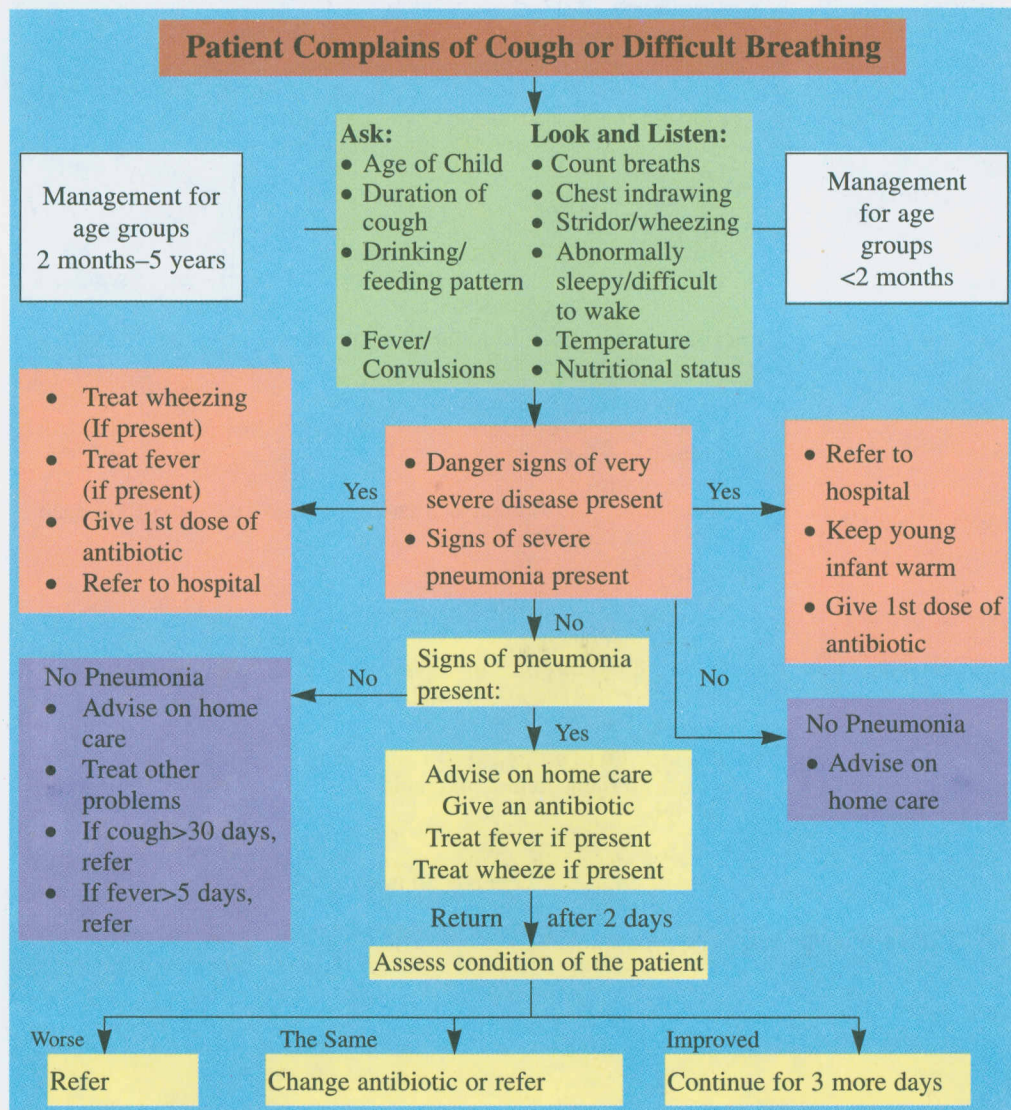 Patient Complains of Cough or Difficult Breathing
Ask:
● Age of Child
● Duration of
cough
● Drinking/
feeding pattern
● Fever/
Convulsions
Look and Listen:
● Count breaths
● Chest indrawing
● Stridor/wheezing
● Abnormally
sleepy/difficult
to wake
● Temperature
● Nutritional status
Management for
age groups
2 months–5 years
Management
for age
groups
<2 months
● Treat wheezing
(If present)
● Treat fever
(if present)
● Give 1st dose of
antibiotic
● Refer to hospital
Yes
● Danger signs of very
severe disease present
● Signs of severe
pneumonia present
Yes
● Refer to
hospital
● Keep young
infant warm
● Give 1st dose of
antibiotic
No
Signs of pneumonia
present:
No
No
No Pneumonia
● Advise on home
care
● Treat other
problems
● If cough>30 days,
refer
● If fever>5 days,
refer
No Pneumonia
● Advise on
home care
Yes
Advise on home care
Give an antibiotic
Treat fever if present
Treat wheeze if present
Return after 2 days
Assess condition of the patient
Worse
The Same
Improved
Refer
Change antibiotic or refer
Continue for 3 more days